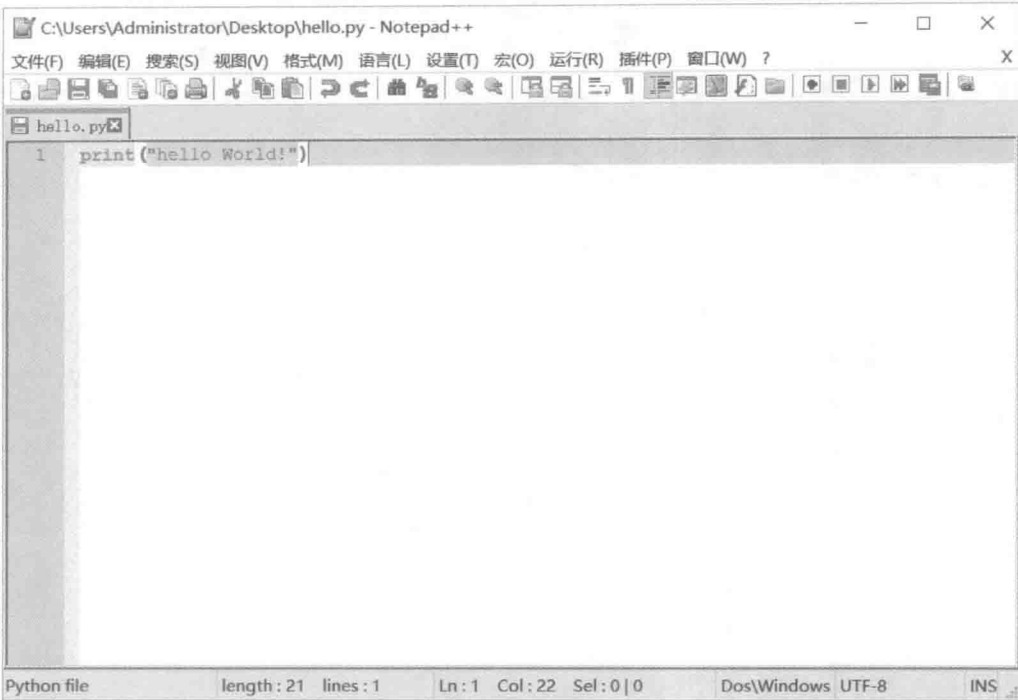 C:\Users\Administrator\Desktop\hello.py - Notepad++
文件(F) 编辑(E) 搜索(S) 视图(V) 格式(M) 语言(L) 设置(T) 宏(O) 运行(R) 插件(P) 窗口(W) ? X
hello.py
1 print("hello World!")
Python file length : 21 lines : 1 Ln : 1 Col : 22 Sel : 0 | 0 Dos\Windows UTF-8 INS